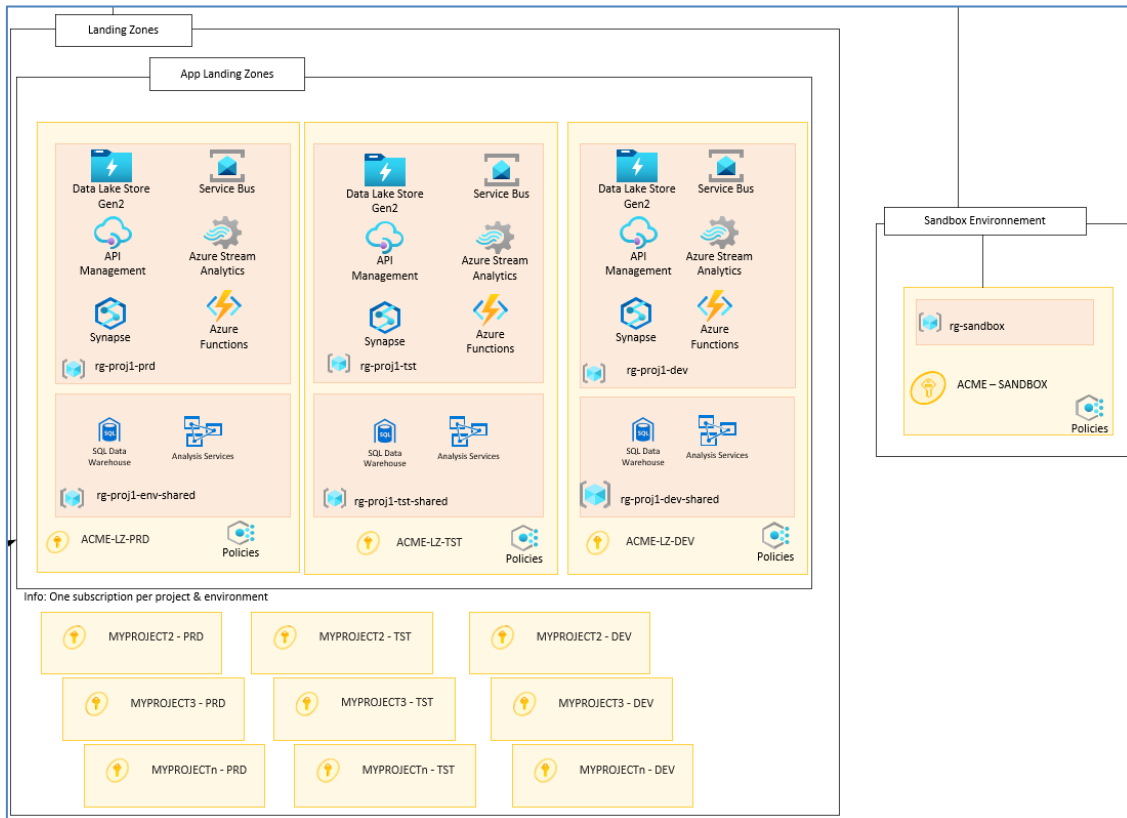 Landing Zones
App Landing Zones
Data Lake Store
Gen2
Service Bus
API
Management
Azure Stream
Analytics
Synapse
Azure
Functions
rg-proj1-prd
SQL Data
Warehouse
Analysis Services
rg-proj1-env-shared
ACME-LZ-PRD
Policies
Data Lake Store
Gen2
Service Bus
API
Management
Azure Stream
Analytics
Synapse
Azure
Functions
rg-proj1-tst
SQL Data
Warehouse
Analysis Services
rg-proj1-tst-shared
ACME-LZ-TST
Policies
Data Lake Store
Gen2
Service Bus
API
Management
Azure Stream
Analytics
Synapse
Azure
Functions
rg-proj1-dev
SQL Data
Warehouse
Analysis Services
rg-proj1-dev-shared
ACME-LZ-DEV
Policies
Info: One subscription per project & environment
MYPROJECT2 - PRD
MYPROJECT2 - TST
MYPROJECT2 - DEV
MYPROJECT3 - PRD
MYPROJECT3 - TST
MYPROJECT3 - DEV
MYPROJECTn - PRD
MYPROJECTn - TST
MYPROJECTn - DEV
Sandbox Environnement
rg-sandbox
ACME – SANDBOX
Policies